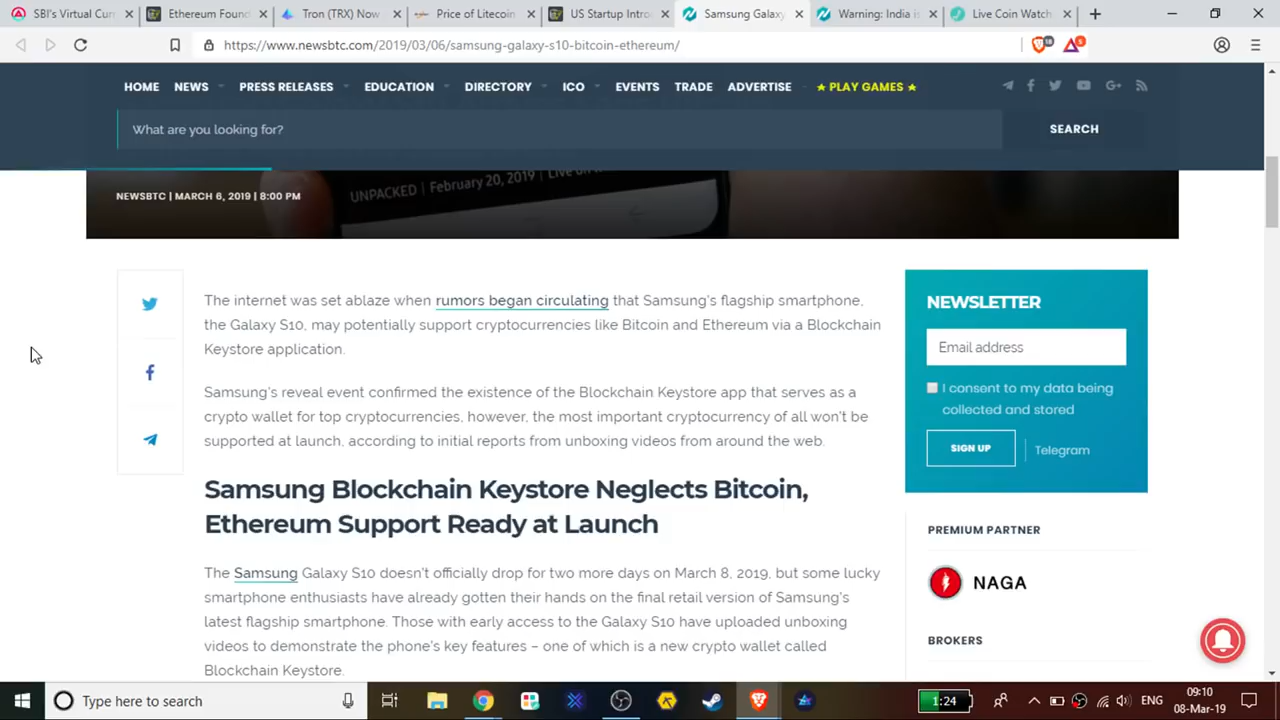 SBI's Virtual Cur
Ethereum Found
Tron (TRX) Now
Price of Litecoin
US Startup Intro
Samsung Galaxy
Warning: India is
Live Coin Watch
https://www.newsbtc.com/2019/03/06/samsung-galaxy-s10-bitcoin-ethereum/
HOME NEWS PRESS RELEASES EDUCATION DIRECTORY ICO EVENTS TRADE ADVERTISE ★ PLAY GAMES ★
What are you looking for?
SEARCH
UNPACKED | February 20, 2019 | Live on
NEWSBTC | MARCH 6, 2019 | 8:00 PM
The internet was set ablaze when rumors began circulating that Samsung's flagship smartphone,
the Galaxy S10, may potentially support cryptocurrencies like Bitcoin and Ethereum via a Blockchain
Keystore application.
Samsung's reveal event confirmed the existence of the Blockchain Keystore app that serves as a
crypto wallet for top cryptocurrencies, however, the most important cryptocurrency of all won't be
supported at launch, according to initial reports from unboxing videos from around the web.
Samsung Blockchain Keystore Neglects Bitcoin,
Ethereum Support Ready at Launch
The Samsung Galaxy S10 doesn't officially drop for two more days on March 8, 2019, but some lucky
smartphone enthusiasts have already gotten their hands on the final retail version of Samsung's
latest flagship smartphone. Those with early access to the Galaxy S10 have uploaded unboxing
videos to demonstrate the phone's key features – one of which is a new crypto wallet called
Blockchain Keystore.
NEWSLETTER
Email address
I consent to my data being
collected and stored
SIGN UP
Telegram
PREMIUM PARTNER
NAGA
BROKERS
Type here to search
1:24
ENG
09:10
08-Mar-19